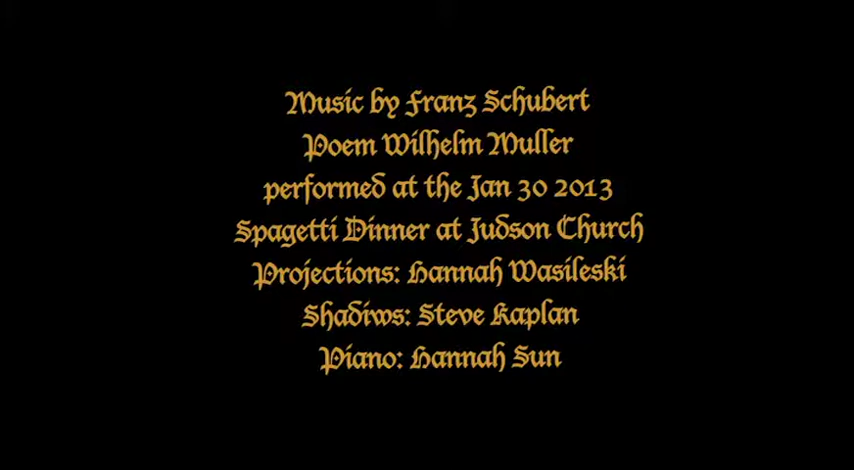 Music by Franz Schubert
Poem Wilhelm Muller
performed at the Jan 30 2013
Spagetti Dinner at Judson Church
Projections: Hannah Wasileski
Shadiws: Steve Kaplan
Piano: Hannah Sun